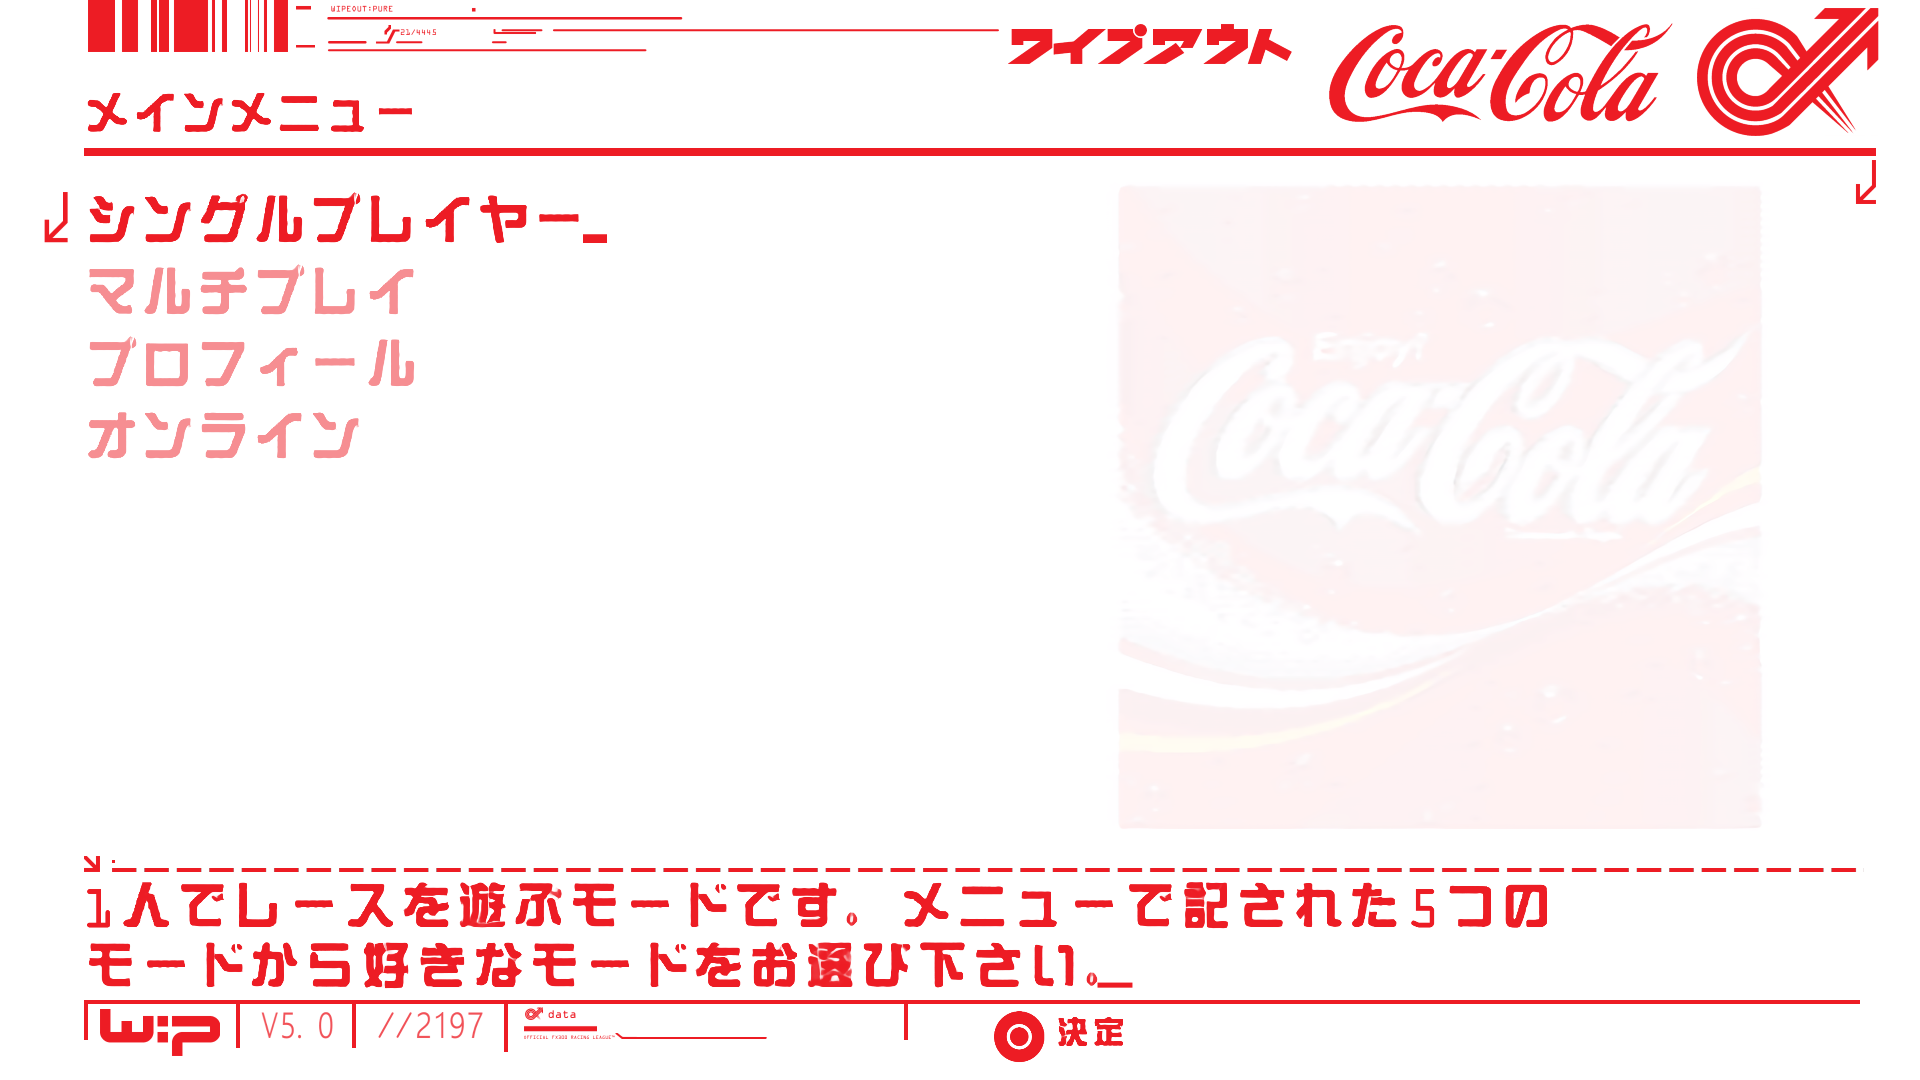 WIPEOUT:PURE
21/4445
ワイプアウト
Coca-Cola
メインメニュー
シングルプレイヤー_
マルチプレイ
プロフィール
オンライン
Enjoy!
Coca-Cola
1人でレースを遊ぶモードです。メニューで記された5つの
モードから好きなモードをお選び下さい。_
wip
V5.0
//2197
data
OFFICIAL FX300 RACING LEAGUE
決定